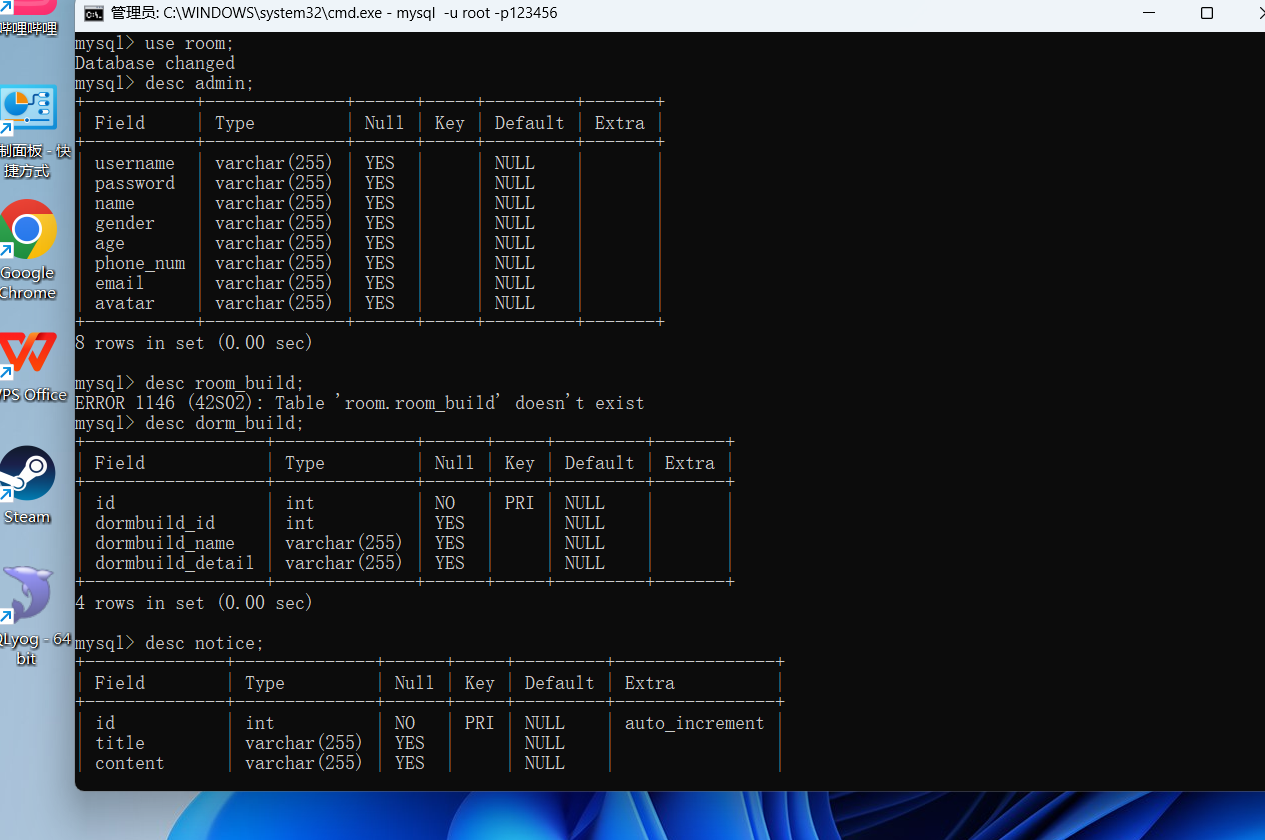 管理员: C:\WINDOWS\system32\cmd.exe - mysql  -u root -p123456
哔哩哔哩
制面板 - 快
捷方式
Google
Chrome
VPS Office
Steam
QLyog - 64
bit
mysql> use room;
Database changed
mysql> desc admin;
| Field     | Type         | Null | Key | Default | Extra |
| username  | varchar(255) | YES  |     | NULL    |       |
| password  | varchar(255) | YES  |     | NULL    |       |
| name      | varchar(255) | YES  |     | NULL    |       |
| gender    | varchar(255) | YES  |     | NULL    |       |
| age       | varchar(255) | YES  |     | NULL    |       |
| phone_num | varchar(255) | YES  |     | NULL    |       |
| email     | varchar(255) | YES  |     | NULL    |       |
| avatar    | varchar(255) | YES  |     | NULL    |       |
8 rows in set (0.00 sec)
mysql> desc room_build;
ERROR 1146 (42S02): Table 'room.room_build' doesn't exist
mysql> desc dorm_build;
| Field            | Type         | Null | Key | Default | Extra |
| id               | int          | NO   | PRI | NULL    |       |
| dormbuild_id     | int          | YES  |     | NULL    |       |
| dormbuild_name   | varchar(255) | YES  |     | NULL    |       |
| dormbuild_detail | varchar(255) | YES  |     | NULL    |       |
4 rows in set (0.00 sec)
mysql> desc notice;
| Field        | Type         | Null | Key | Default | Extra          |
| id           | int          | NO   | PRI | NULL    | auto_increment |
| title        | varchar(255) | YES  |     | NULL    |                |
| content      | varchar(255) | YES  |     | NULL    |                |